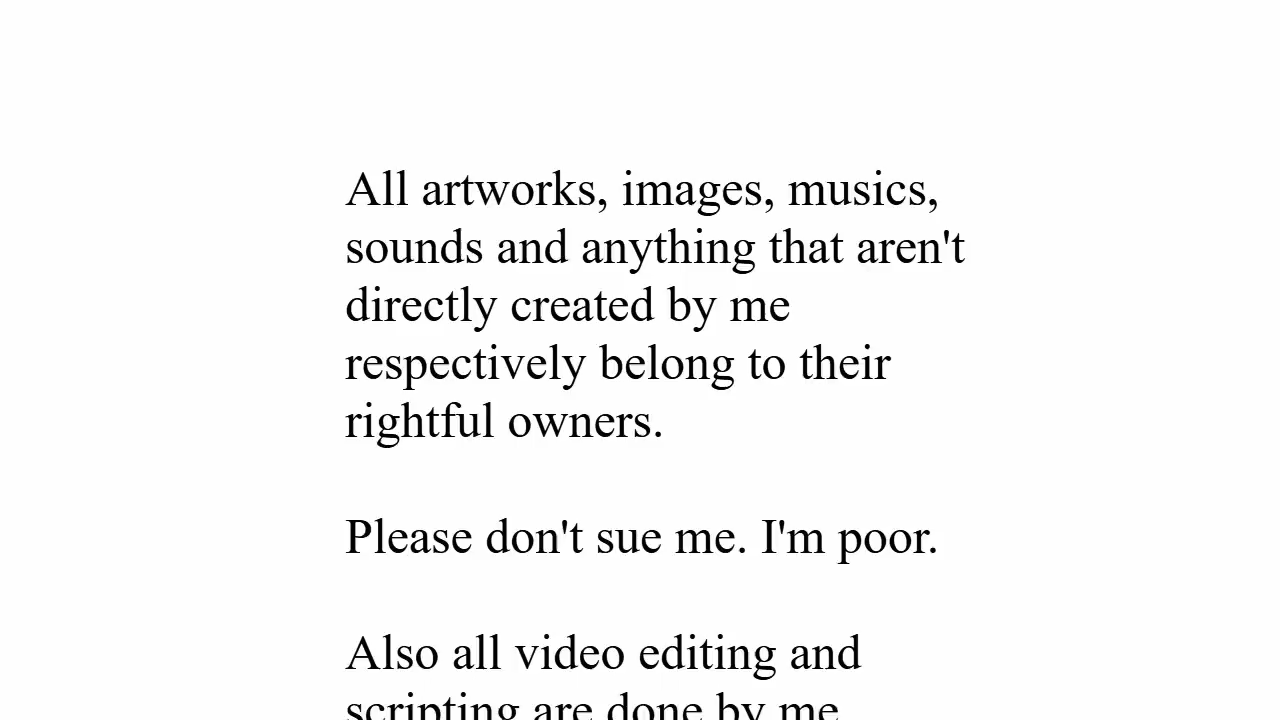 All artworks, images, musics,
sounds and anything that aren't
directly created by me
respectively belong to their
rightful owners.
Please don't sue me. I'm poor.
Also all video editing and
scripting are done by me